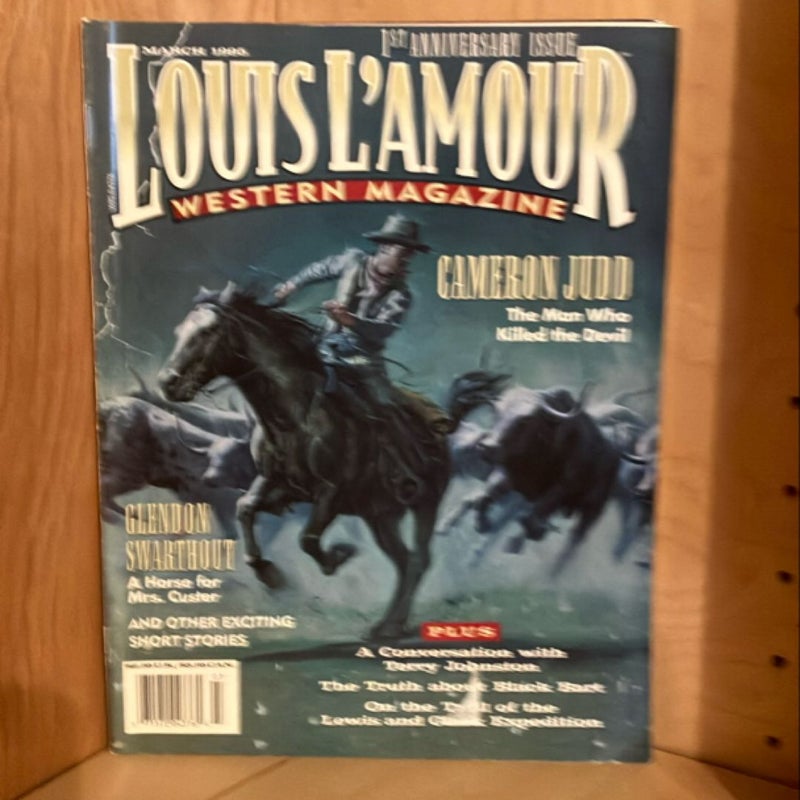 MARCH 1995
1ST ANNIVERSARY ISSUE
LOUIS L'AMOUR
WESTERN MAGAZINE
CAMERON JUDD
The Man Who
Killed the Devil
GLENDON
SWARTHOUT
A Horse for
Mrs. Custer
AND OTHER EXCITING
SHORT STORIES
PLUS
A Conversation with
Terry Johnston
The Truth about Black Bart
On the Trail of the
Lewis and Clark Expedition